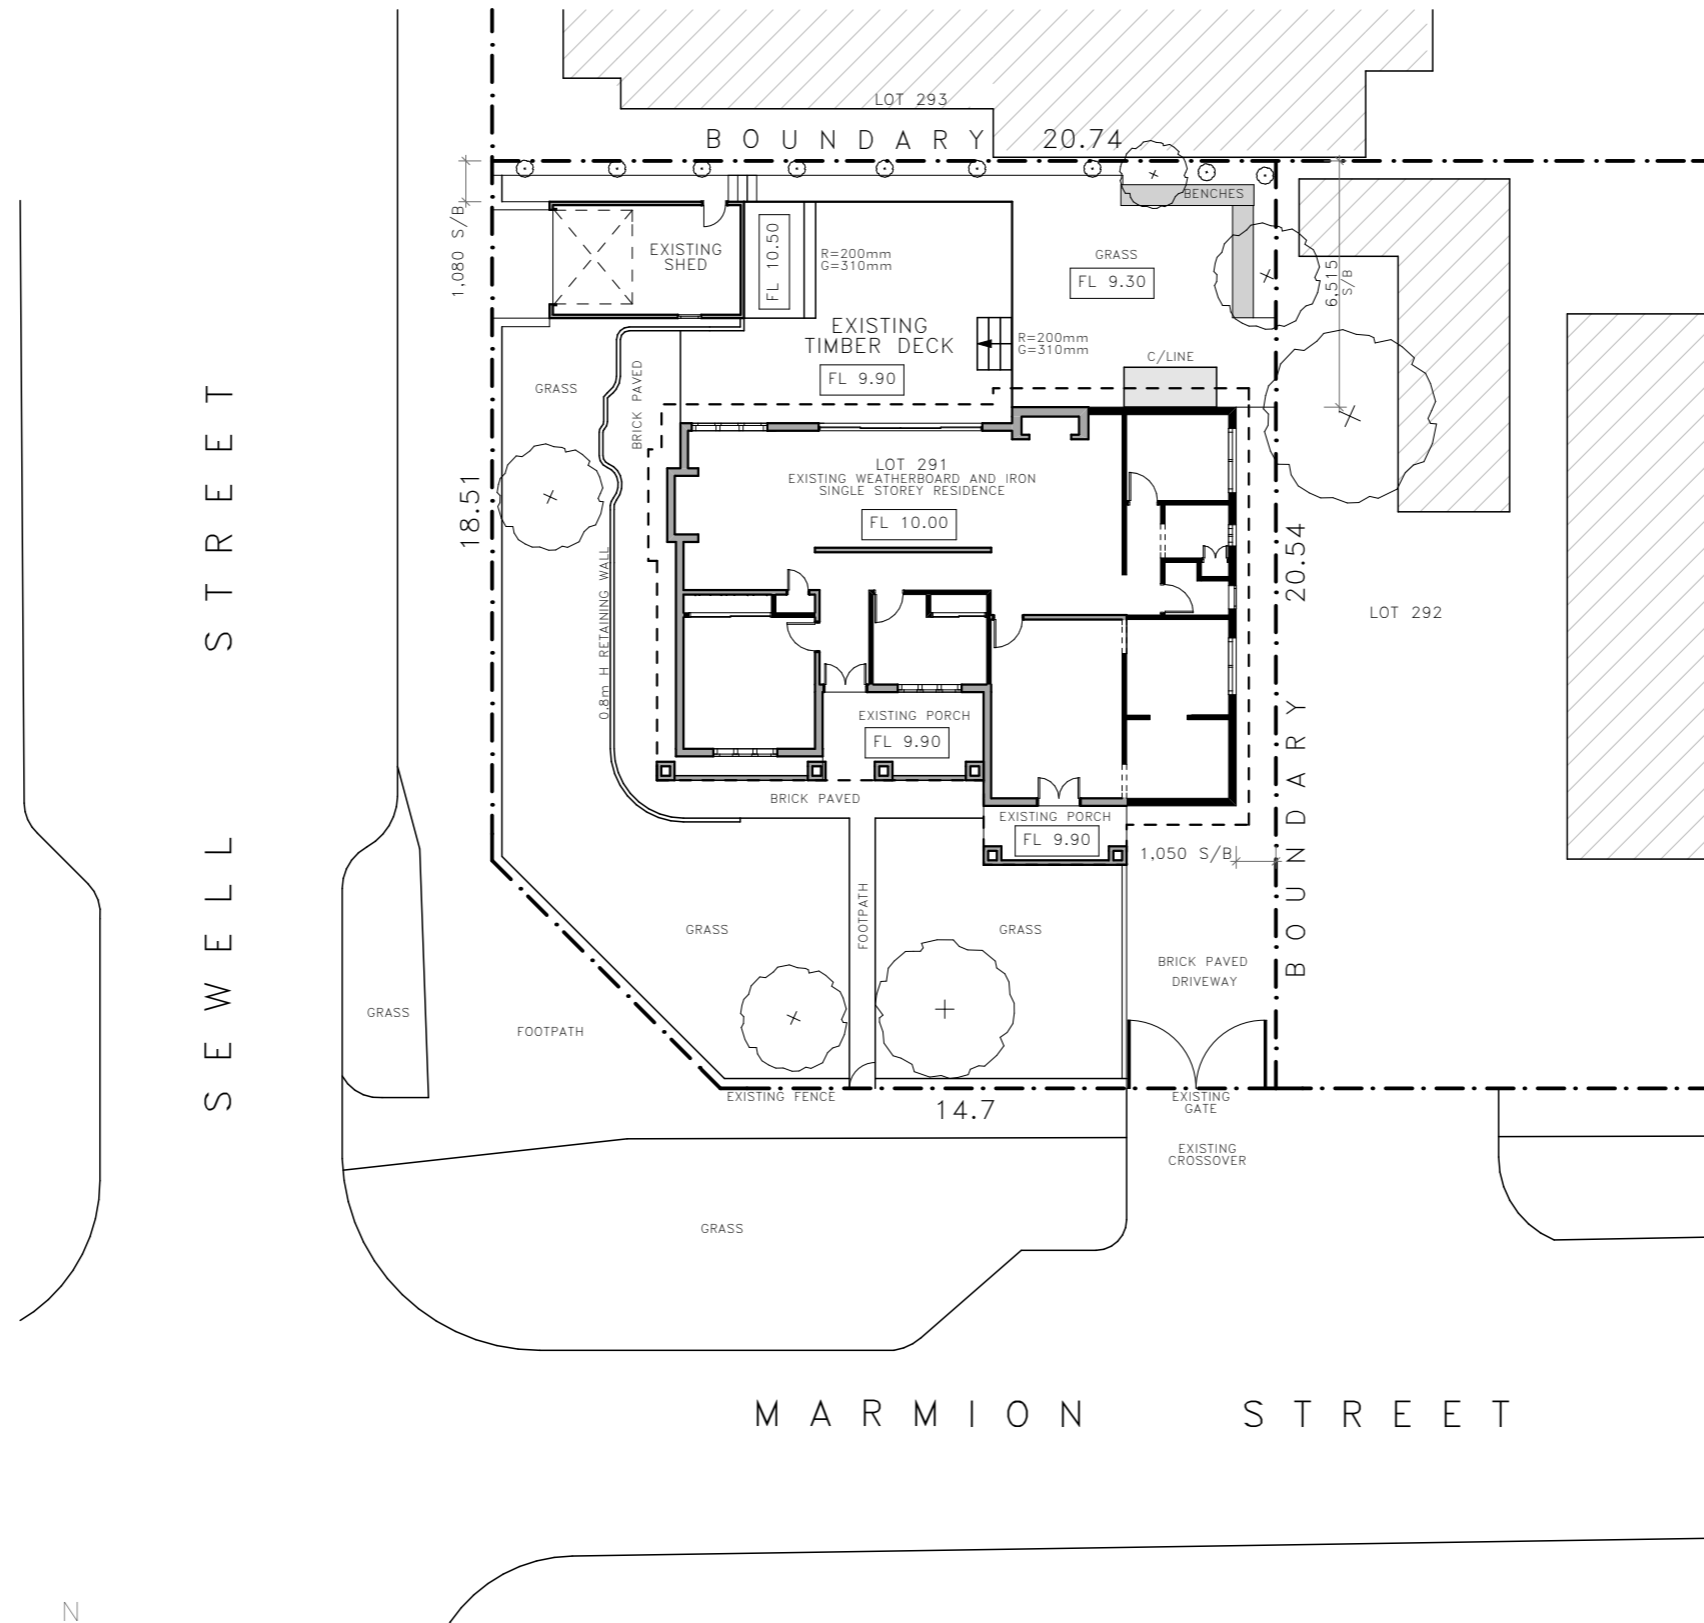 LOT 293
BOUNDARY 20.74
BENCHES
1,080 S/B
EXISTING
SHED
FL 10.50
R=200mm
G=310mm
GRASS
FL 9.30
6,515
S/B
EXISTING
TIMBER DECK
FL 9.90
R=200mm
G=310mm
C/LINE
GRASS
BRICK PAVED
LOT 291
EXISTING WEATHERBOARD AND IRON
SINGLE STOREY RESIDENCE
FL 10.00
18.51
20.54
BOUNDARY
LOT 292
0.8m H RETAINING WALL
SEWELL STREET
EXISTING PORCH
FL 9.90
BRICK PAVED
EXISTING PORCH
FL 9.90
1,050 S/B
GRASS
FOOTPATH
GRASS
BRICK PAVED
DRIVEWAY
GRASS
FOOTPATH
EXISTING FENCE
14.7
EXISTING
GATE
EXISTING
CROSSOVER
GRASS
MARMION STREET
N